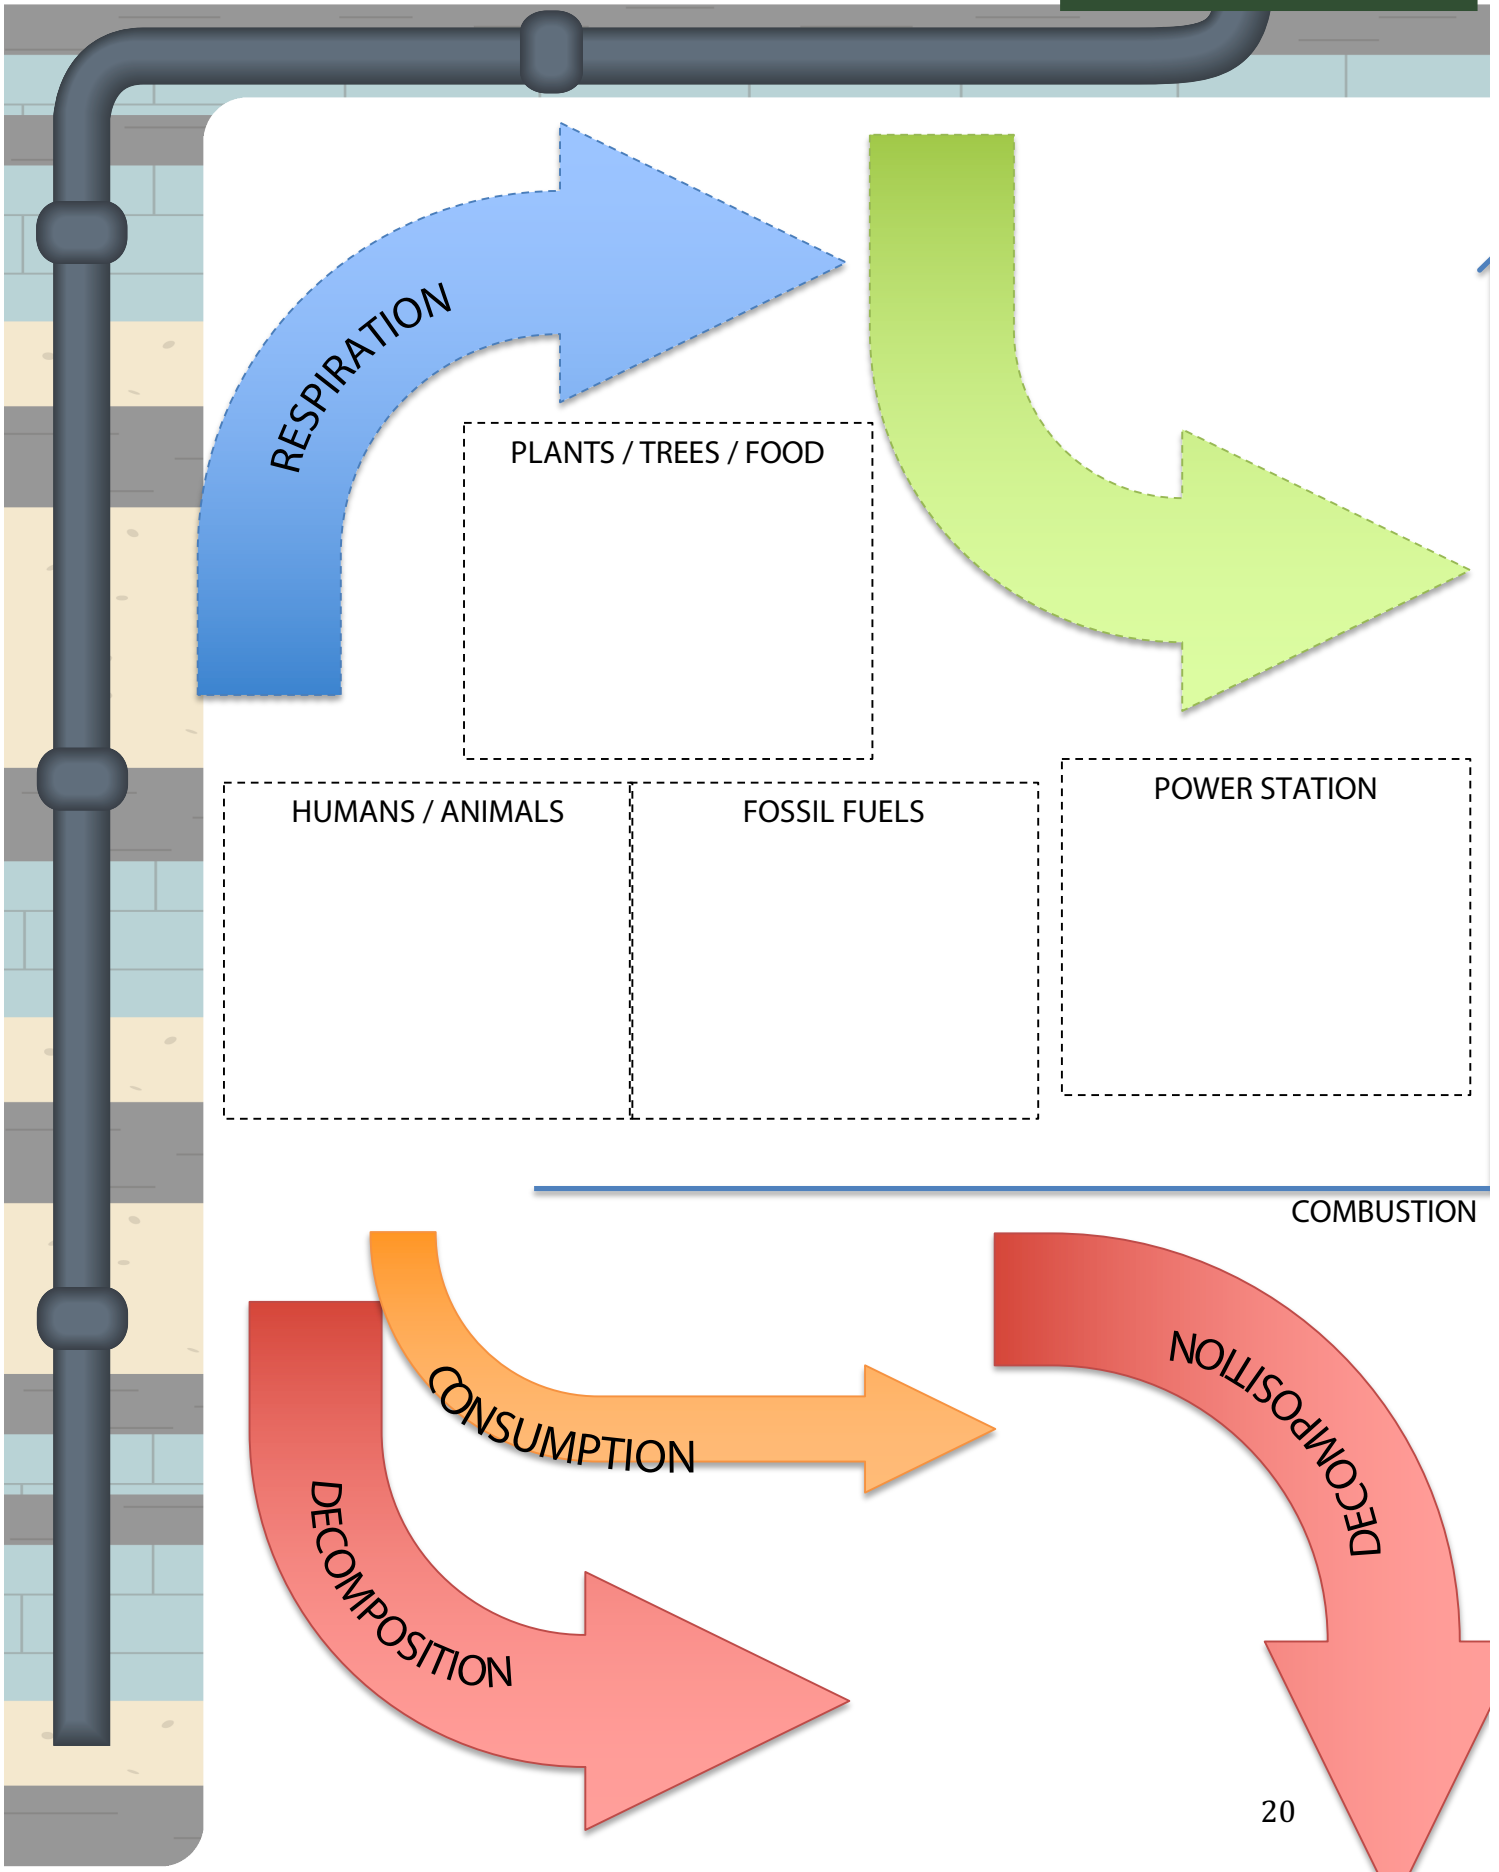 RESPIRATION
PLANTS / TREES / FOOD
HUMANS / ANIMALS
FOSSIL FUELS
POWER STATION
COMBUSTION
CONSUMPTION
DECOMPOSITION
DECOMPOSITION
20